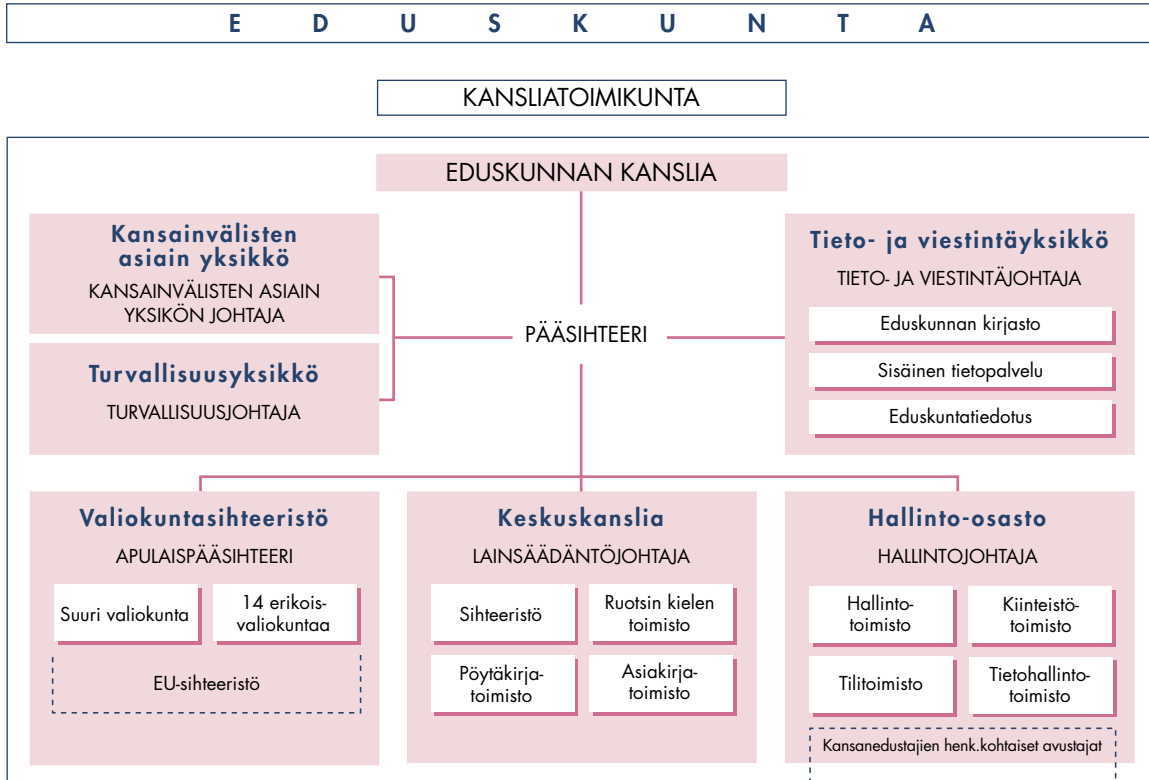 EDUSKUNTA
KANSLIATOIMIKUNTA
EDUSKUNNAN KANSLIA
Kansainvälisten
asiain yksikkö
KANSAINVÄLISTEN ASIAIN
YKSIKÖN JOHTAJA
Turvallisuusyksikkö
TURVALLISUUSJOHTAJA
PÄÄSIHTEERI
Tieto- ja viestintäyksikkö
TIETO- JA VIESTINTÄJOHTAJA
Eduskunnan kirjasto
Sisäinen tietopalvelu
Eduskuntatiedotus
Valiokuntasihteeristö
APULAISPÄÄSIHTEERI
Suuri valiokunta
14 erikois-
valiokuntaa
EU-sihteeristö
Keskuskanslia
LAINSÄÄDÄNTÖJOHTAJA
Sihteeristö
Ruotsin kielen
toimisto
Pöytäkirja-
toimisto
Asiakirja-
toimisto
Hallinto-osasto
HALLINTOJOHTAJA
Hallinto-
toimisto
Kiinteistö-
toimisto
Tilitoimisto
Tietohallinto-
toimisto
Kansanedustajien henk.kohtaiset avustajat